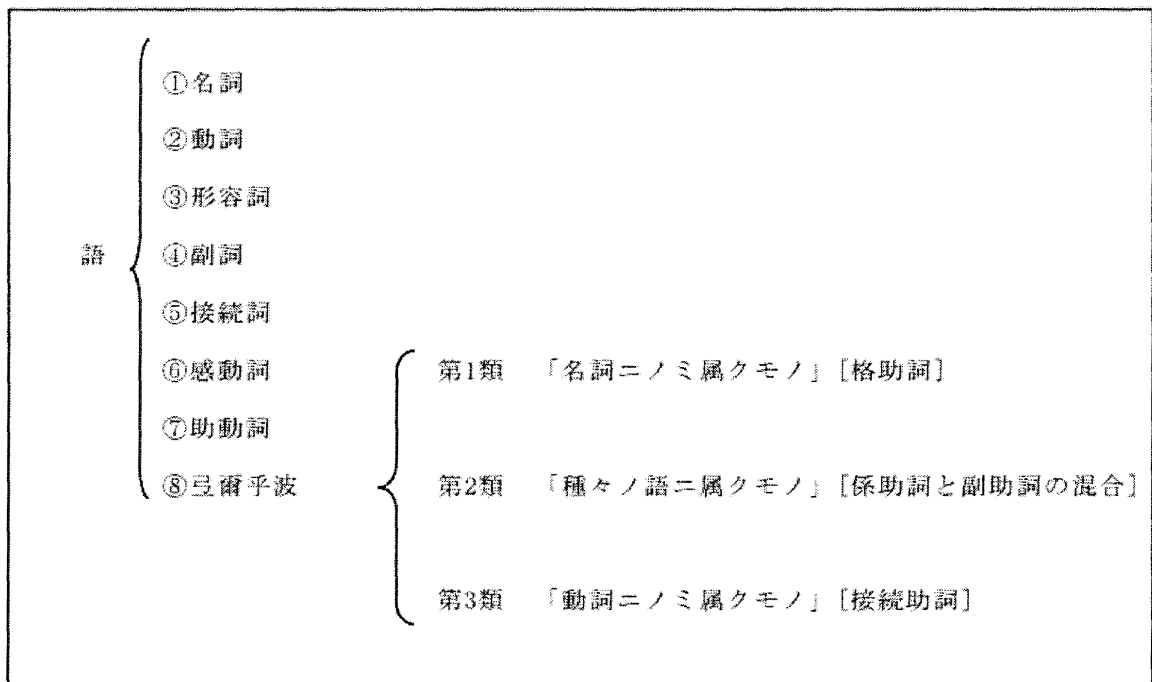 ①名詞
②動詞
③形容詞
語
④副詞
⑤接続詞
⑥感動詞
第1類 「名詞ニノミ属クモノ」[格助詞]
⑦助動詞
⑧弖爾乎波
第2類 「種々ノ語ニ属クモノ」[係助詞と副助詞の混合]
第3類 「動詞ニノミ属クモノ」[接続助詞]